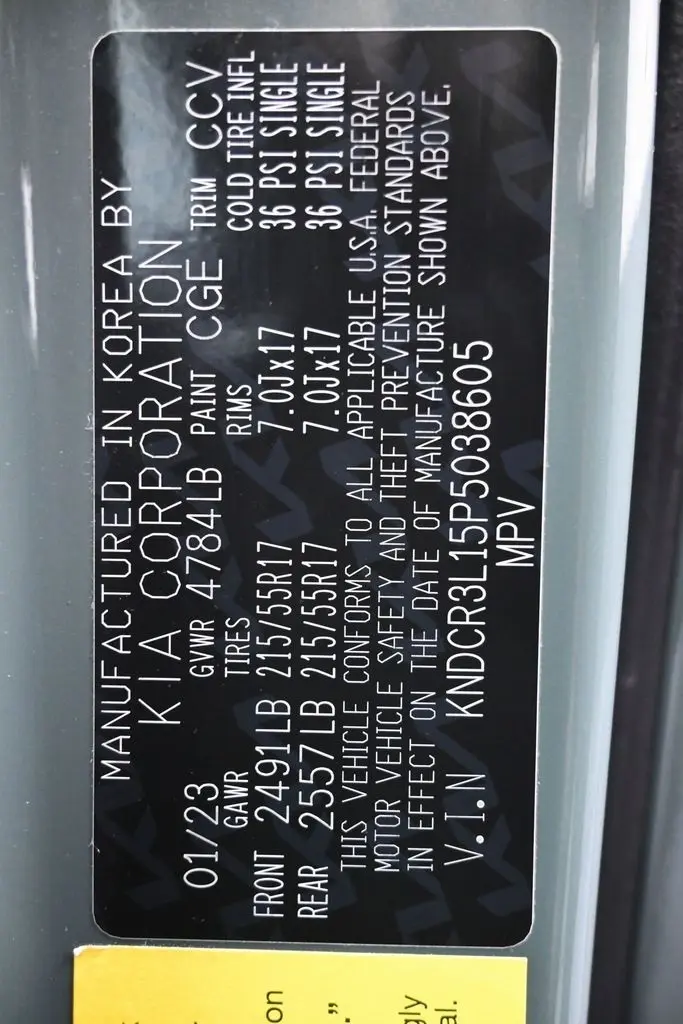 MANUFACTURED IN KOREA BY
KIA CORPORATION
01/23 GVWR 4784LB PAINT CGE TRIM CCV
GAWR TIRES RIMS COLD TIRE INFL
FRONT 2491LB 215/55R17 7.0Jx17 36 PSI SINGLE
REAR 2557LB 215/55R17 7.0Jx17 36 PSI SINGLE
THIS VEHICLE CONFORMS TO ALL APPLICABLE U.S.A. FEDERAL
MOTOR VEHICLE SAFETY AND THEFT PREVENTION STANDARDS
IN EFFECT ON THE DATE OF MANUFACTURE SHOWN ABOVE.
V.I.N KNDCR3L15P5038605
MPV
on
."
gly
al.